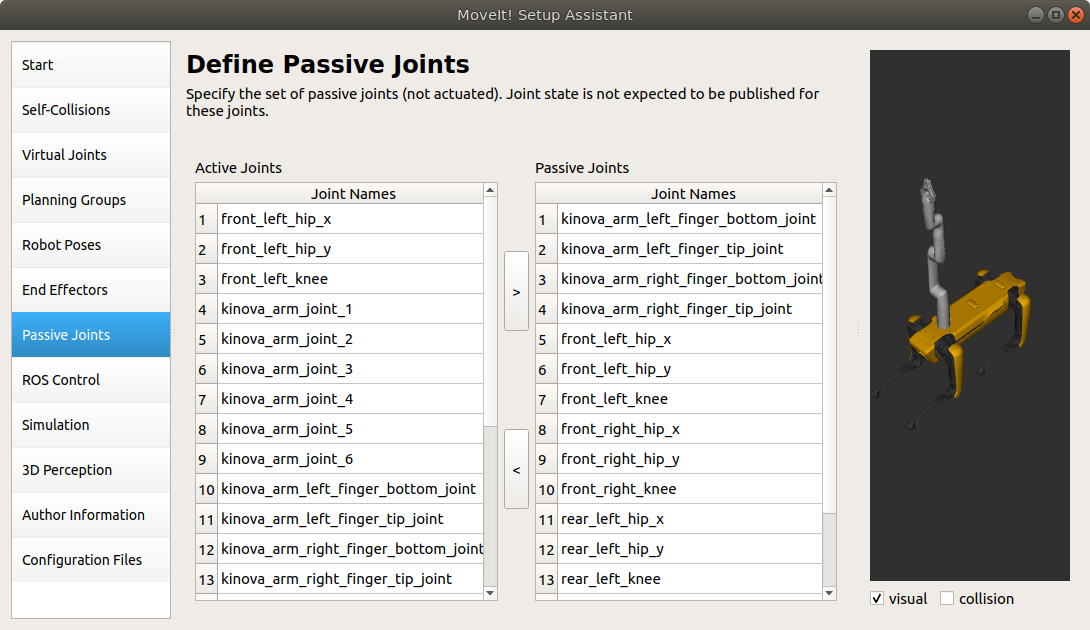 MoveIt! Setup Assistant
Start
Self-Collisions
Virtual Joints
Planning Groups
Robot Poses
End Effectors
Passive Joints
ROS Control
Simulation
3D Perception
Author Information
Configuration Files
Define Passive Joints
Specify the set of passive joints (not actuated). Joint state is not expected to be published for
these joints.
Active Joints
Joint Names
1 front_left_hip_x
2 front_left_hip_y
3 front_left_knee
4 kinova_arm_joint_1
5 kinova_arm_joint_2
6 kinova_arm_joint_3
7 kinova_arm_joint_4
8 kinova_arm_joint_5
9 kinova_arm_joint_6
10 kinova_arm_left_finger_bottom_joint
11 kinova_arm_left_finger_tip_joint
12 kinova_arm_right_finger_bottom_joint
13 kinova_arm_right_finger_tip_joint
>
<
Passive Joints
Joint Names
1 kinova_arm_left_finger_bottom_joint
2 kinova_arm_left_finger_tip_joint
3 kinova_arm_right_finger_bottom_joint
4 kinova_arm_right_finger_tip_joint
5 front_left_hip_x
6 front_left_hip_y
7 front_left_knee
8 front_right_hip_x
9 front_right_hip_y
10 front_right_knee
11 rear_left_hip_x
12 rear_left_hip_y
13 rear_left_knee
visual
collision